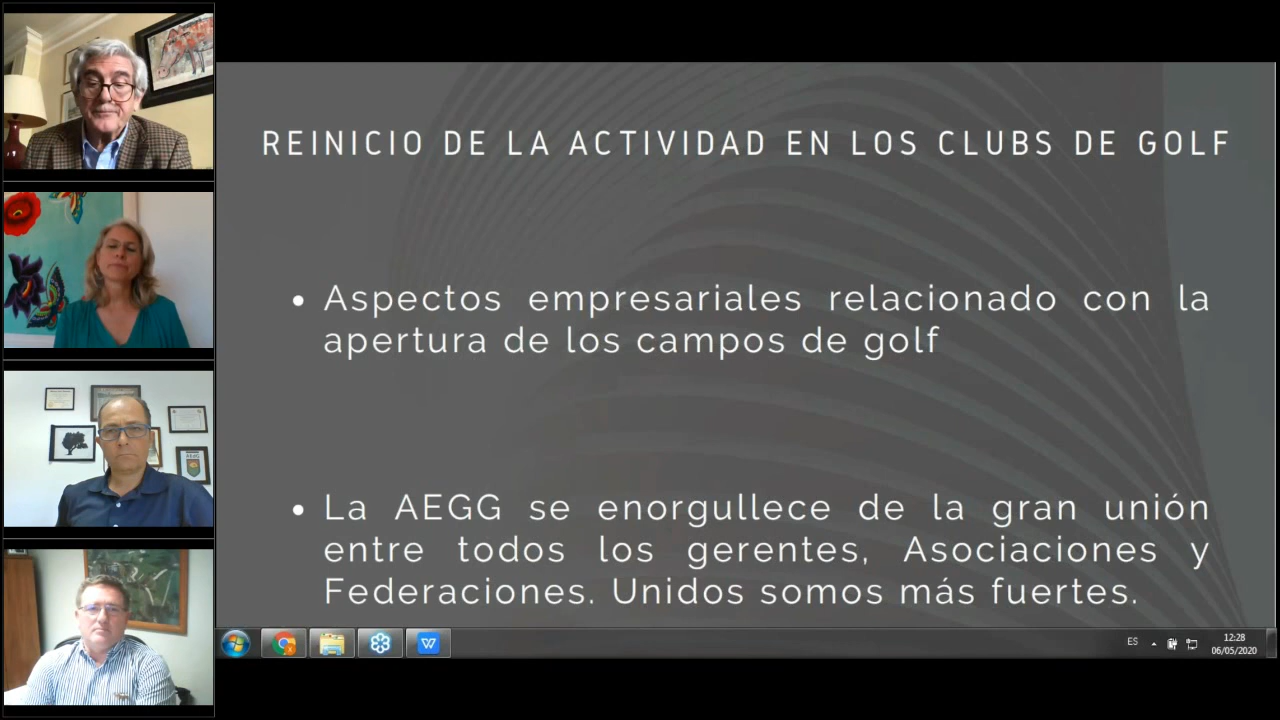 REINICIO DE LA ACTIVIDAD EN LOS CLUBS DE GOLF
• Aspectos empresariales relacionado con la
apertura de los campos de golf
• La AEGG se enorgullece de la gran unión
entre todos los gerentes, Asociaciones y
Federaciones. Unidos somos más fuertes.
ES
12:28
06/05/2020